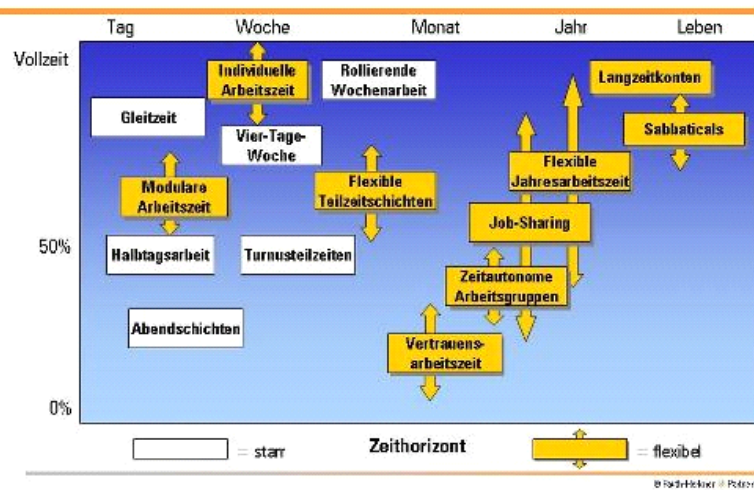 Tag Woche Monat Jahr Leben
Vollzeit
Individuelle
Arbeitszeit
Rollierende
Wochenarbeit
Langzeitkonten
Gleitzeit
Vier-Tage-
Woche
Sabbaticals
Modulare
Arbeitszeit
Flexible
Teilzeitschichten
Flexible
Jahresarbeitszeit
Job-Sharing
50%
Halbtagsarbeit
Turnusteilzeiten
Zeitautonome
Arbeitsgruppen
Abendschichten
Vertrauens-
arbeitszeit
0%
= starr
Zeithorizont
= flexibel